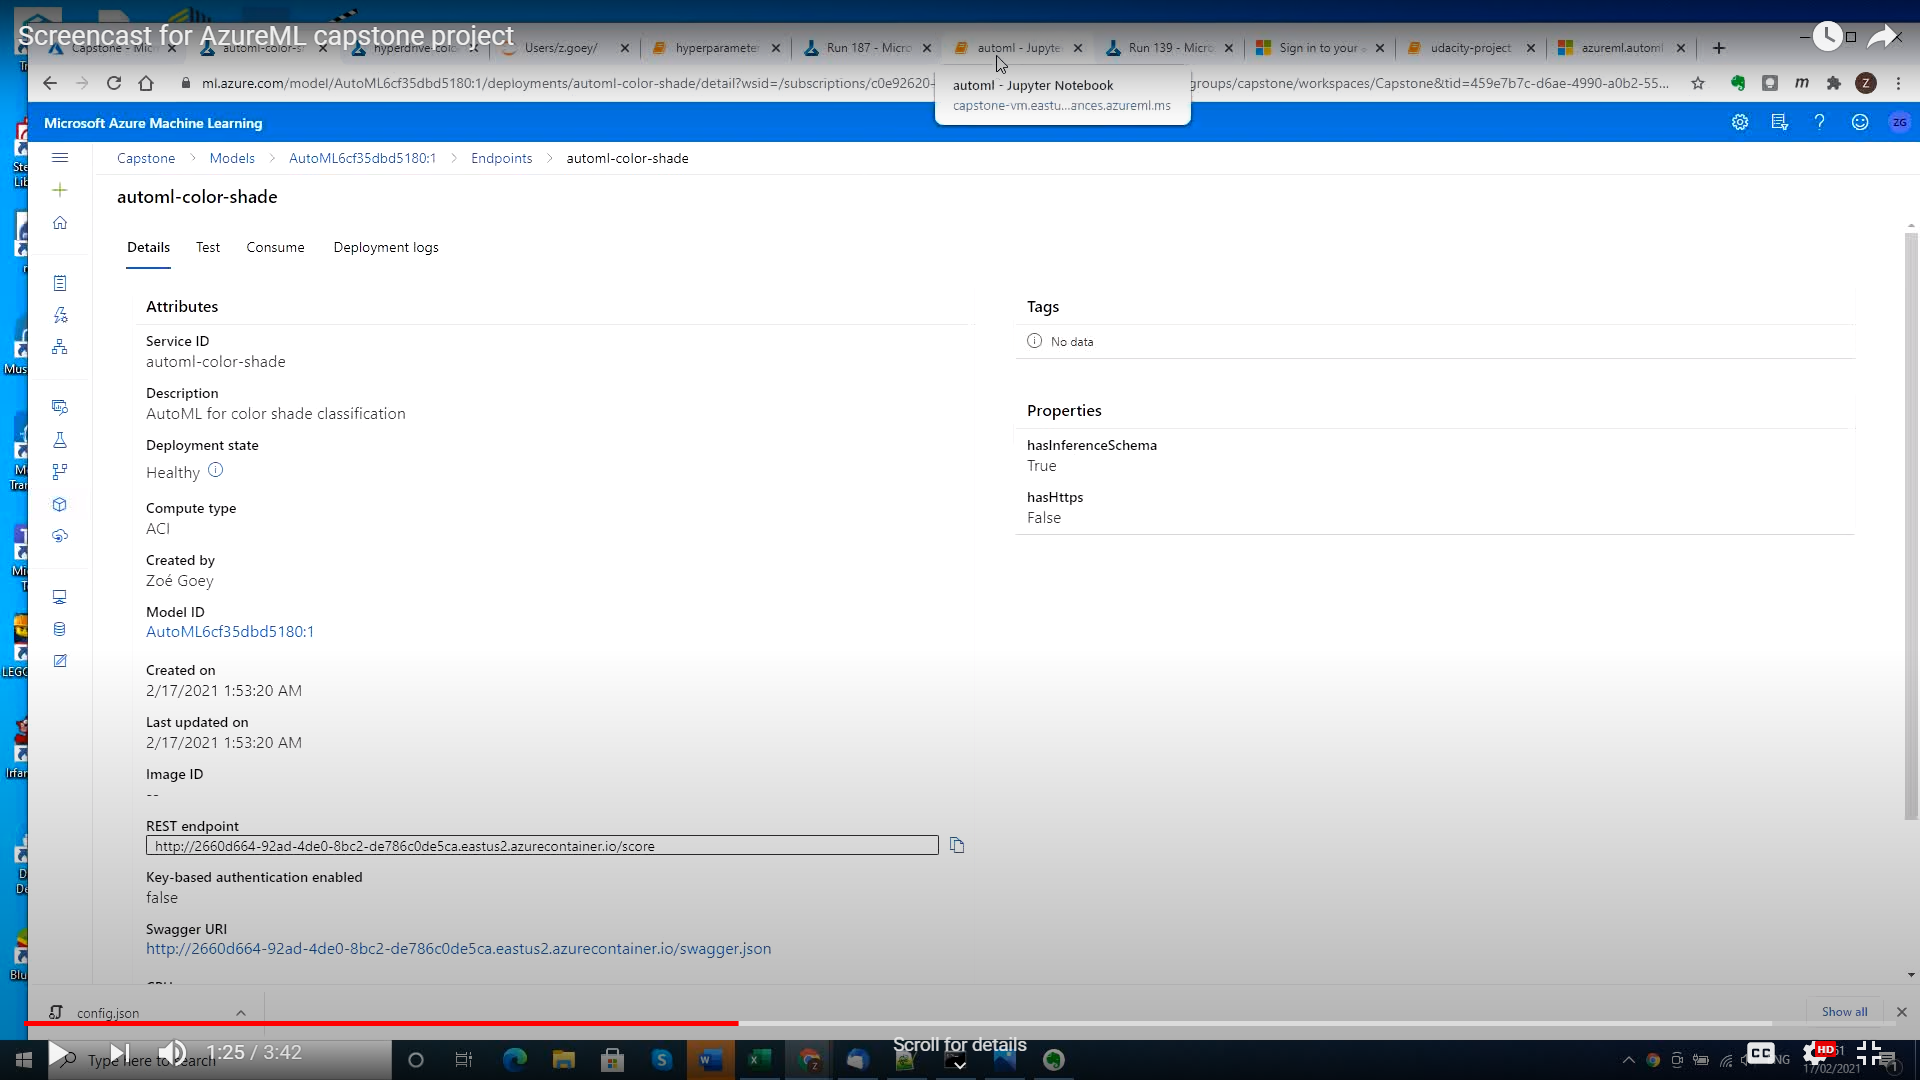 Screencast for AzureML capstone project
automl-color-s
hyperdrive-colo
Users/z.goey/
hyperparameter
Run 187 - Micro
automl - Jupyte
Run 139 - Micro
Sign in to your
udacity-project
azureml.automl
ml.azure.com/model/AutoML6cf35dbd5180:1/deployments/automl-color-shade/detail?wsid=/subscriptions/c0e92620-
groups/capstone/workspaces/Capstone&tid=459e7b7c-d6ae-4990-a0b2-55...
Z
automl - Jupyter Notebook
capstone-vm.eastu...ances.azureml.ms
Microsoft Azure Machine Learning
ZG
Capstone > Models > AutoML6cf35dbd5180:1 > Endpoints > automl-color-shade
automl-color-shade
Details Test Consume Deployment logs
Attributes
Service ID
automl-color-shade
Description
AutoML for color shade classification
Deployment state
Healthy
Compute type
ACI
Created by
Zoé Goey
Model ID
AutoML6cf35dbd5180:1
Created on
2/17/2021 1:53:20 AM
Last updated on
2/17/2021 1:53:20 AM
Image ID
--
REST endpoint
http://2660d664-92ad-4de0-8bc2-de786c0de5ca.eastus2.azurecontainer.io/score
Key-based authentication enabled
false
Swagger URI
http://2660d664-92ad-4de0-8bc2-de786c0de5ca.eastus2.azurecontainer.io/swagger.json
Tags
No data
Properties
hasInferenceSchema
True
hasHttps
False
config.json
Show all
Type here to search
1:25 / 3:42
Scroll for details
CC
HD
17/02/2021